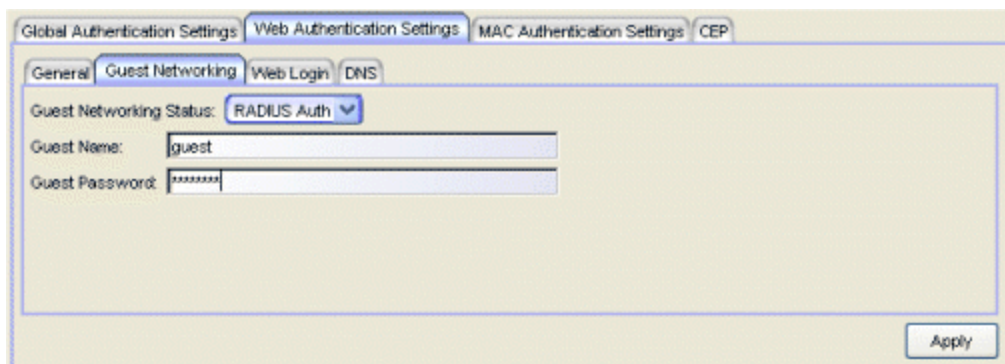 Global Authentication Settings Web Authentication Settings MAC Authentication Settings CEP
General Guest Networking Web Login DNS
Guest Networking Status: RADIUS Auth
Guest Name: guest
Guest Password: ********
Apply